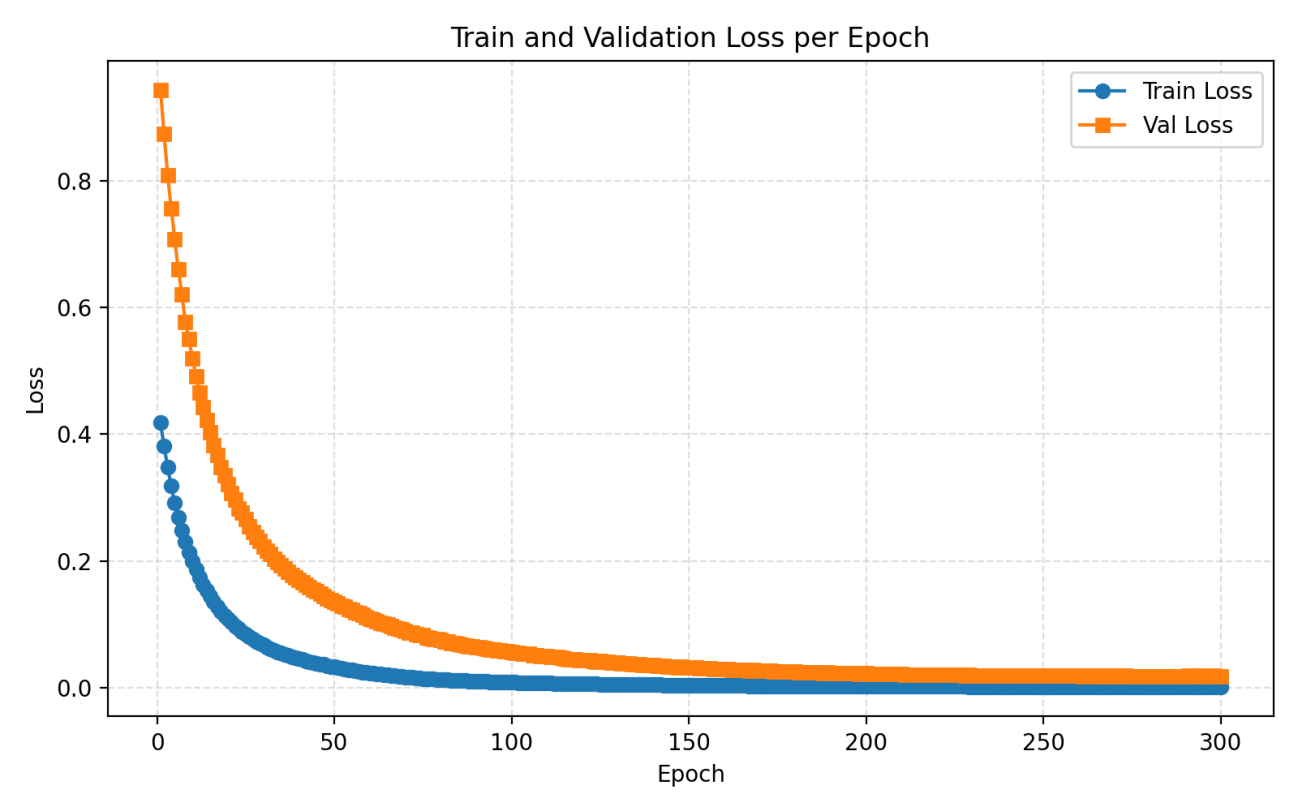 Train and Validation Loss per Epoch
Train Loss
Val Loss
Loss
0.8
0.6
0.4
0.2
0.0
0 50 100 150 200 250 300
Epoch